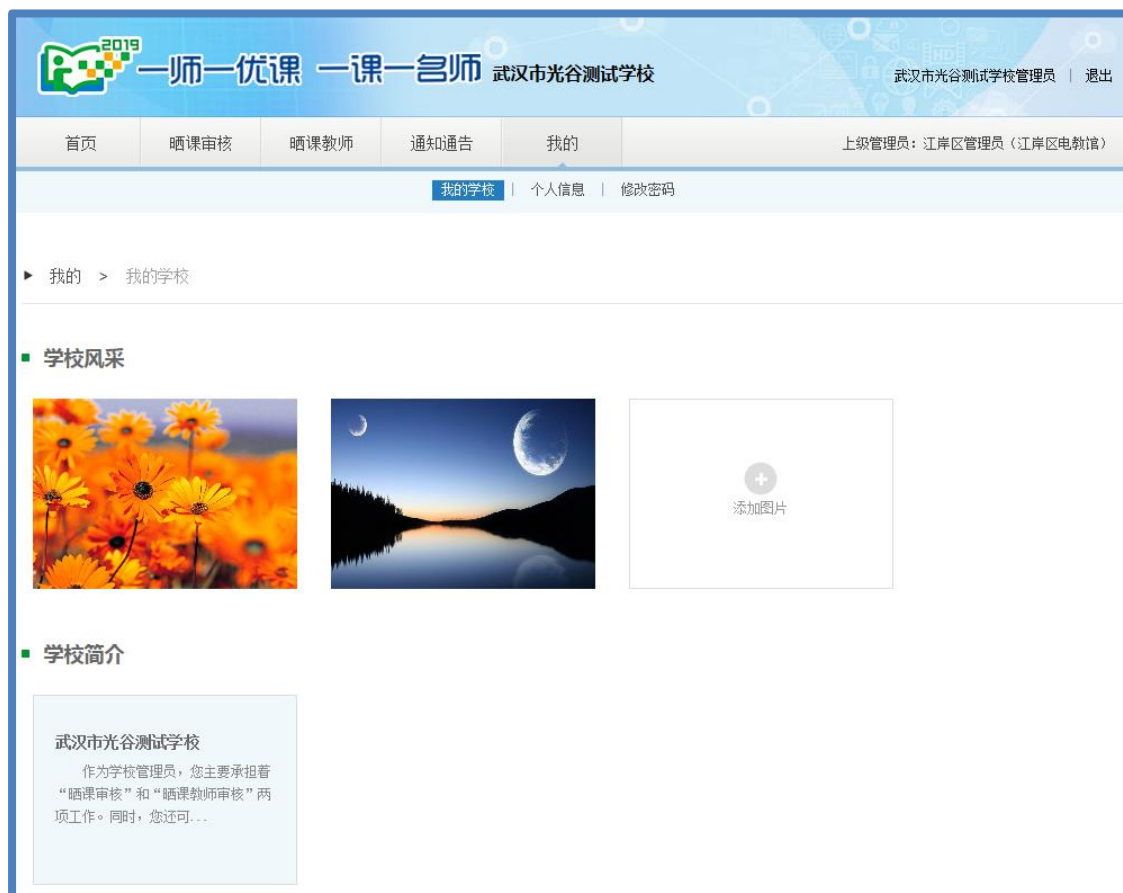 2019
一师一优课 一课一名师 武汉市光谷测试学校
武汉市光谷测试学校管理员 | 退出
首页 晒课审核 晒课教师 通知通告 我的 上级管理员：江岸区管理员（江岸区电教馆）
我的学校 | 个人信息 | 修改密码
我的 > 我的学校
学校风采
添加图片
学校简介
武汉市光谷测试学校
作为学校管理员，您主要承担着
“晒课审核”和“晒课教师审核”两
项工作。同时，您还可...